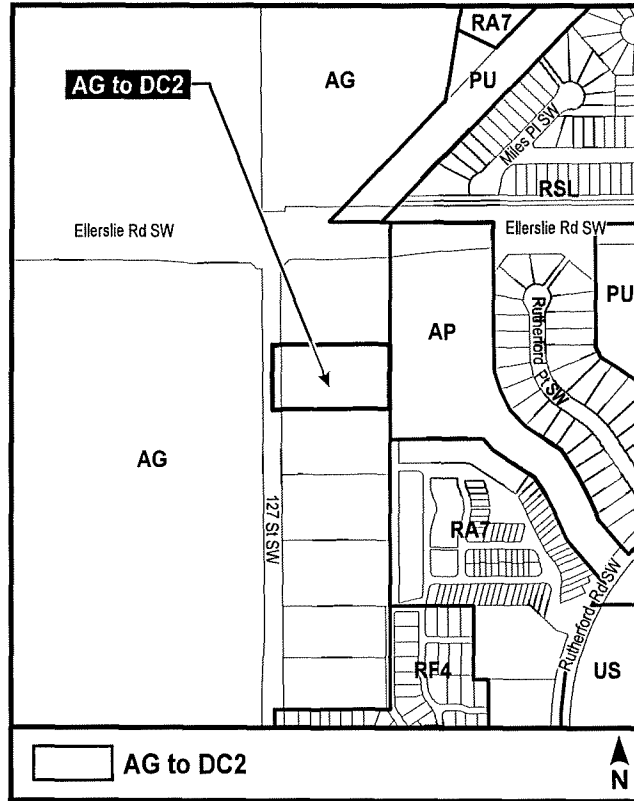 RA7
AG to DC2
AG
PU
Miles Pl SW
RSL
Ellerslie Rd SW
Ellerslie Rd SW
PU
Rutherford Pt SW
AP
AG
127 St SW
RA7
Rutherford Rd SW
RF4
US
AG to DC2
N